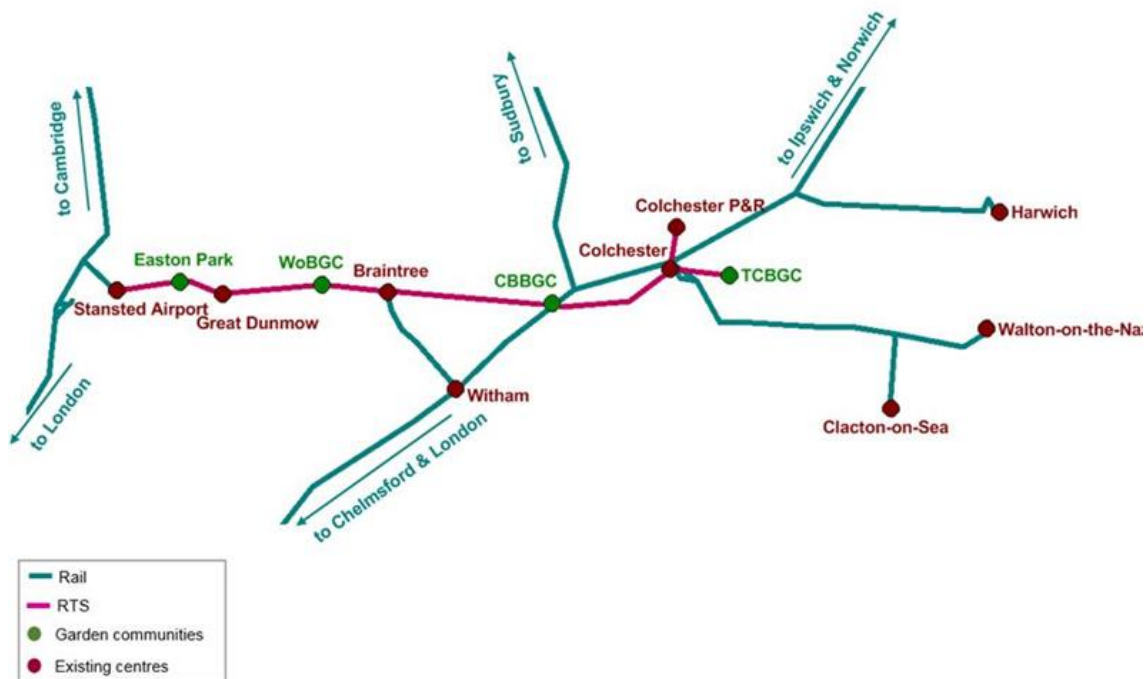 to Cambridge
to Sudbury
to Ipswich & Norwich
Colchester P&R
Harwich
Colchester
Easton Park
WoBGC
Braintree
CBBGC
TCBGC
Stansted Airport
Great Dunmow
Walton-on-the-Naz
to London
Witham
Clacton-on-Sea
to Chelmsford & London
Rail
RTS
Garden communities
Existing centres